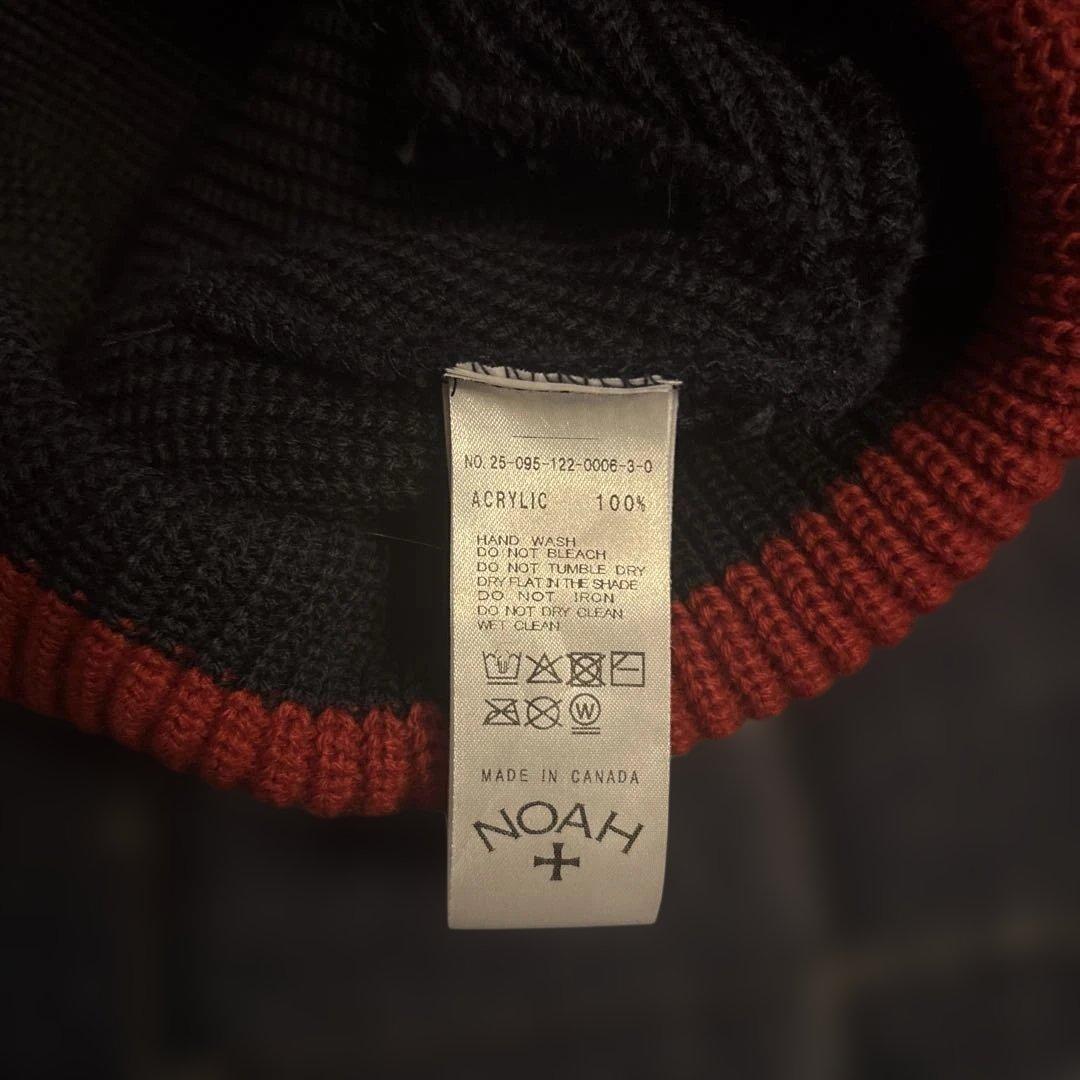 NO. 25-095-122-0006-3-0
ACRYLIC 100%
HAND WASH
DO NOT BLEACH
DO NOT TUMBLE DRY
DRY FLAT IN THE SHADE
DO NOT IRON
DO NOT DRY CLEAN
WET CLEAN
W
MADE IN CANADA
NOAH